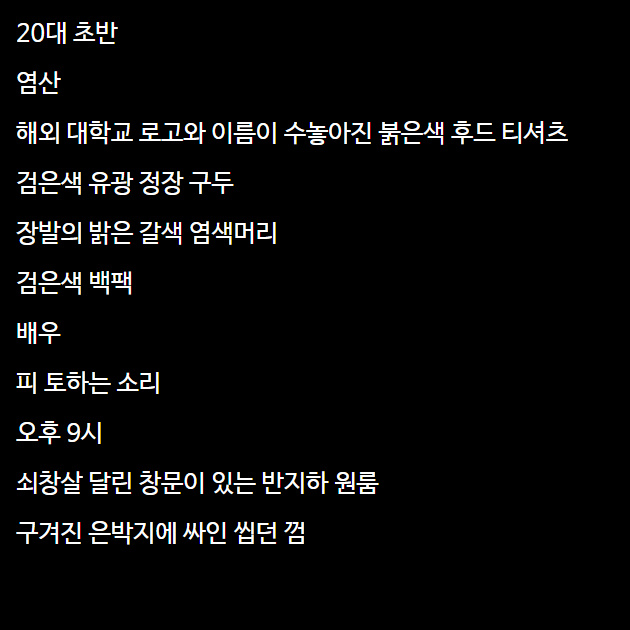 20대 초반
염산
해외 대학교 로고와 이름이 수놓아진 붉은색 후드 티셔츠
검은색 유광 정장 구두
장발의 밝은 갈색 염색머리
검은색 백팩
배우
피 토하는 소리
오후 9시
쇠창살 달린 창문이 있는 반지하 원룸
구겨진 은박지에 싸인 씹던 껌